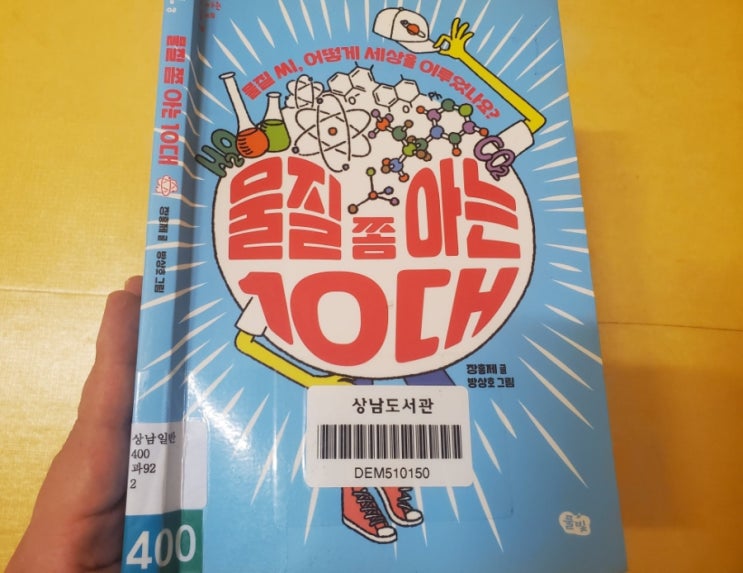 물질 씨, 어떻게 세상을 이루었나요?
H₂O
CO₂
물질 쫌 아는
10대
장홍제 글
방상호 그림
상남도서관
DEM510150
풀빛
물질 쫌 아는 10대
장홍제 글 방상호 그림
상남일반
400
과92
2
400